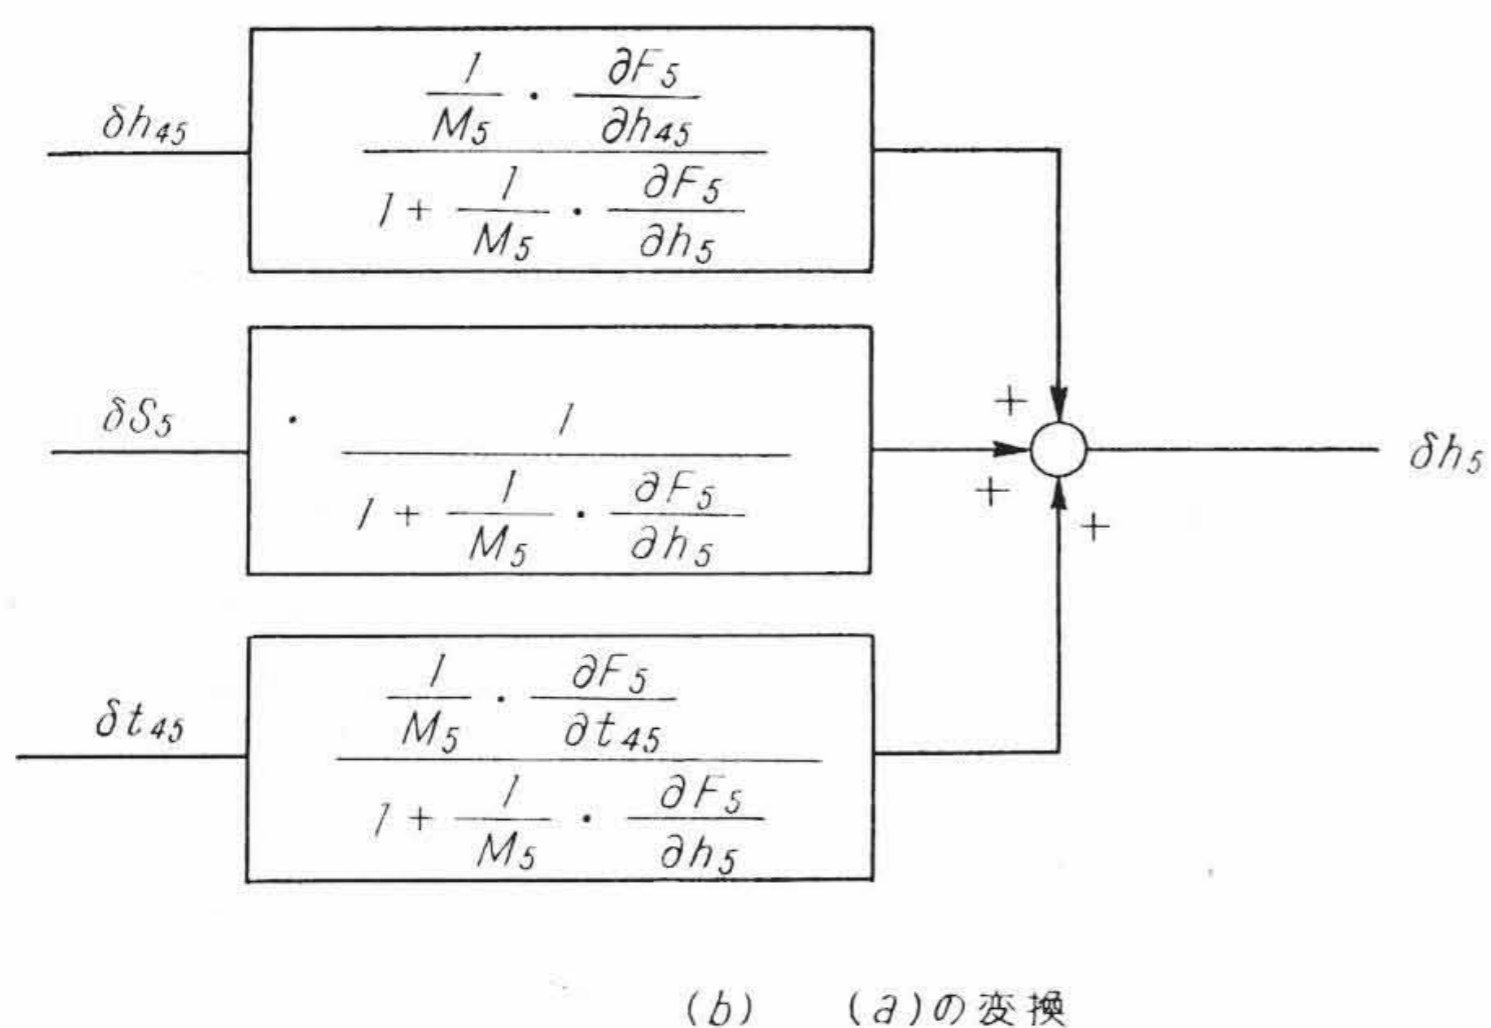 δh₄₅
1/M₅ · ∂F₅/∂h₄₅
1 + 1/M₅ · ∂F₅/∂h₅
δS₅
1
1 + 1/M₅ · ∂F₅/∂h₅
+
+
+
δh₅
δt₄₅
1/M₅ · ∂F₅/∂t₄₅
1 + 1/M₅ · ∂F₅/∂h₅
(b) (a)の変換